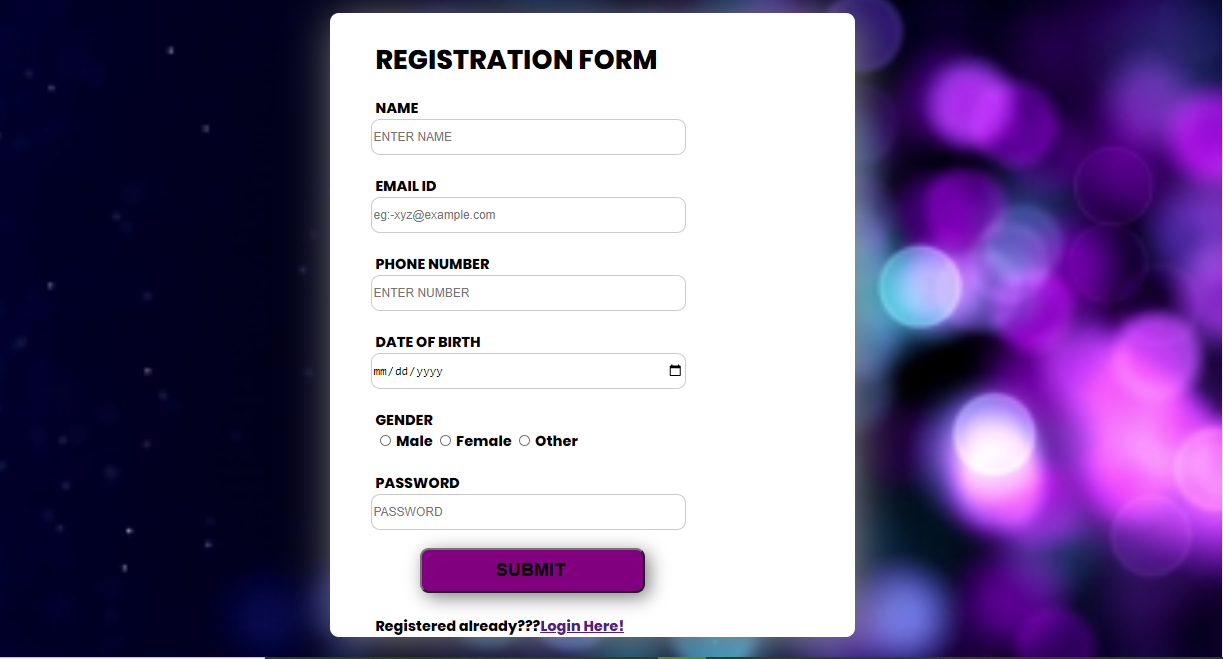 REGISTRATION FORM
NAME
ENTER NAME
EMAIL ID
eg:-xyz@example.com
PHONE NUMBER
ENTER NUMBER
DATE OF BIRTH
mm/dd/yyyy
GENDER
Male Female Other
PASSWORD
PASSWORD
SUBMIT
Registered already???Login Here!